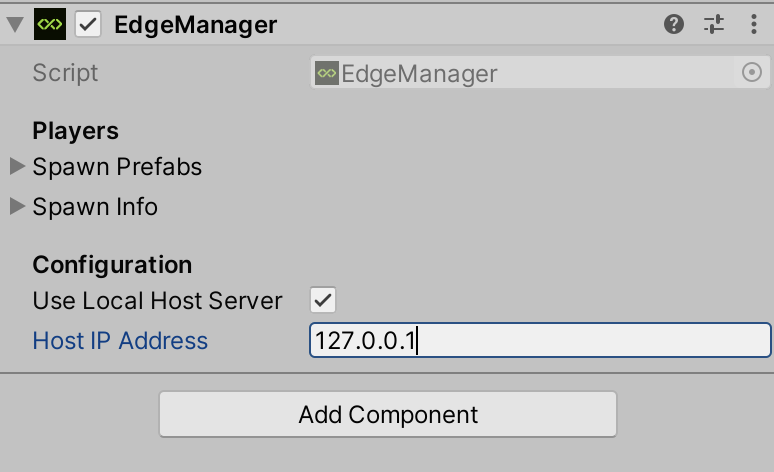 EdgeManager
Script EdgeManager
Players
Spawn Prefabs
Spawn Info
Configuration
Use Local Host Server
Host IP Address 127.0.0.1
Add Component